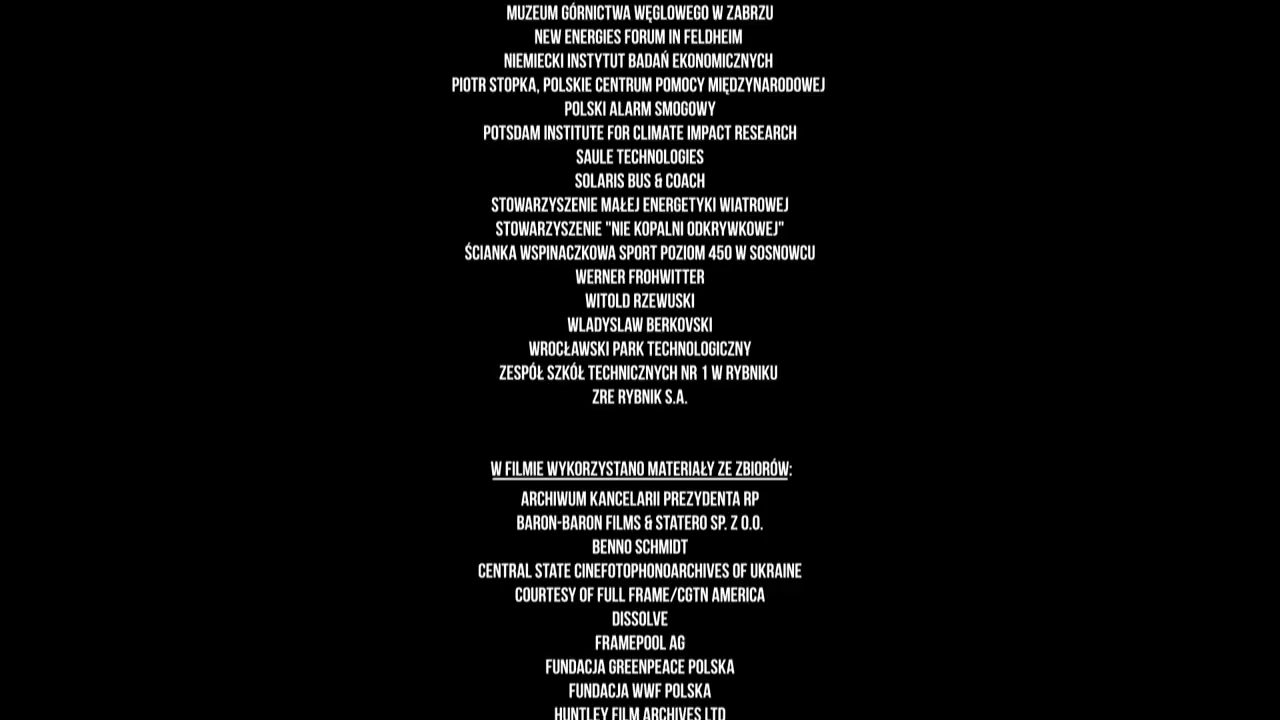 MUZEUM GÓRNICTWA WĘGLOWEGO W ZABRZU
NEW ENERGIES FORUM IN FELDHEIM
NIEMIECKI INSTYTUT BADAŃ EKONOMICZNYCH
PIOTR STOPKA, POLSKIE CENTRUM POMOCY MIĘDZYNARODOWEJ
POLSKI ALARM SMOGOWY
POTSDAM INSTITUTE FOR CLIMATE IMPACT RESEARCH
SAULE TECHNOLOGIES
SOLARIS BUS & COACH
STOWARZYSZENIE MAŁEJ ENERGETYKI WIATROWEJ
STOWARZYSZENIE "NIE KOPALNI ODKRYWKOWEJ"
ŚCIANKA WSPINACZKOWA SPORT POZIOM 450 W SOSNOWCU
WERNER FROHWITTER
WITOLD RZEWUSKI
WLADYSLAW BERKOVSKI
WROCŁAWSKI PARK TECHNOLOGICZNY
ZESPÓŁ SZKÓŁ TECHNICZNYCH NR 1 W RYBNIKU
ZRE RYBNIK S.A.
W FILMIE WYKORZYSTANO MATERIAŁY ZE ZBIORÓW:
ARCHIWUM KANCELARII PREZYDENTA RP
BARON-BARON FILMS & STATERO SP. Z O.O.
BENNO SCHMIDT
CENTRAL STATE CINEFOTOPHONOARCHIVES OF UKRAINE
COURTESY OF FULL FRAME/CGTN AMERICA
DISSOLVE
FRAMEPOOL AG
FUNDACJA GREENPEACE POLSKA
FUNDACJA WWF POLSKA
HUNTLEY FILM ARCHIVES LTD